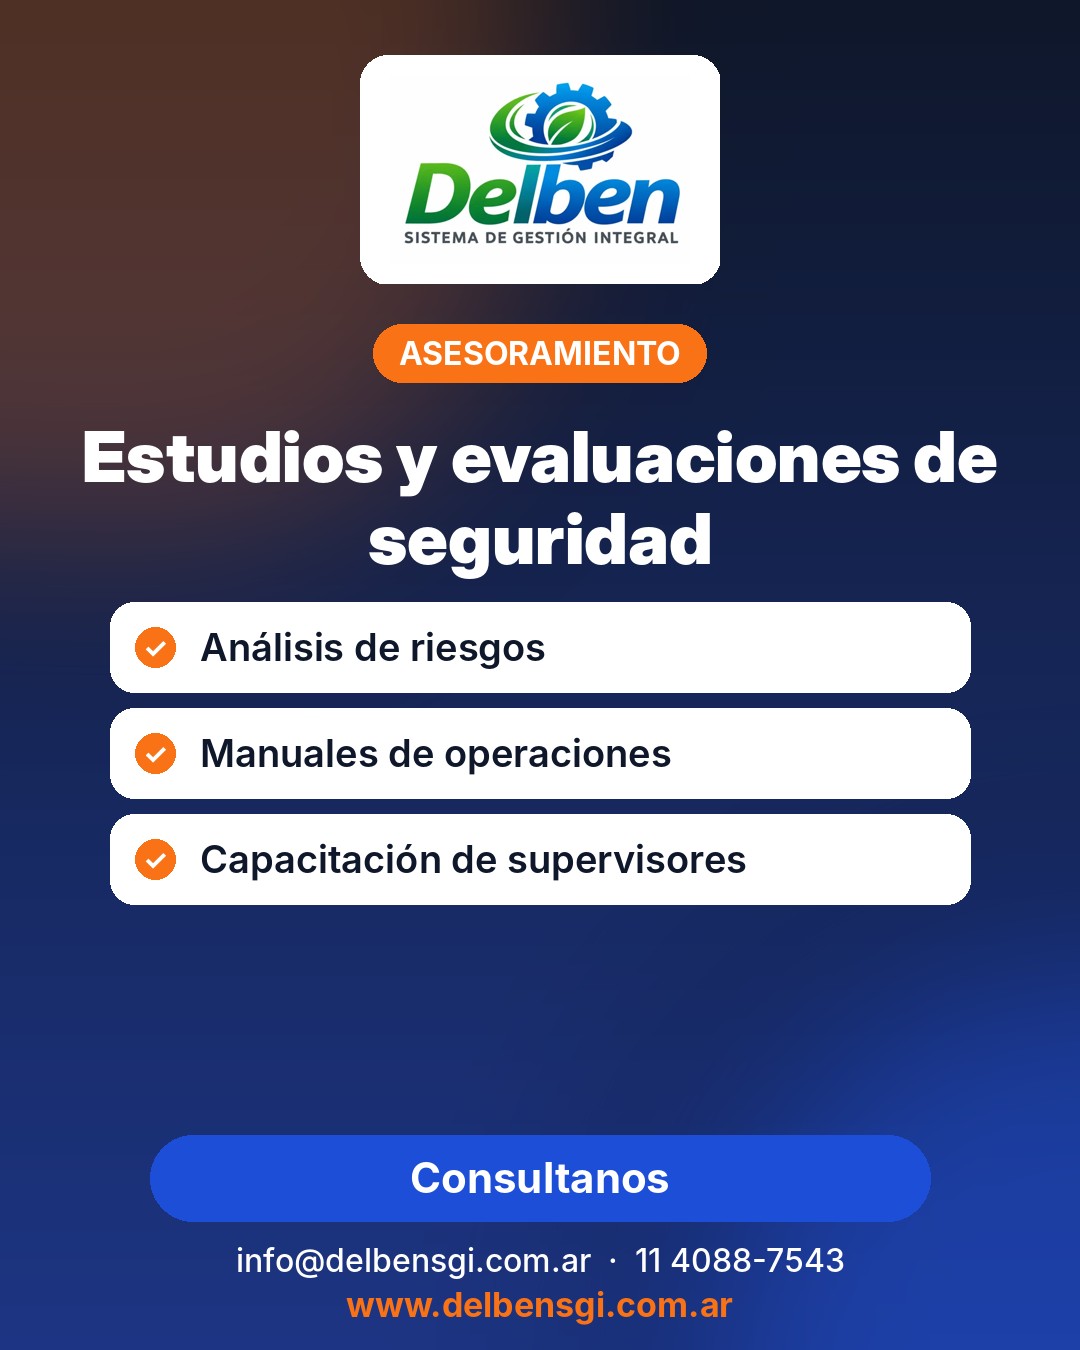 Delben
SISTEMA DE GESTIÓN INTEGRAL
ASESORAMIENTO
Estudios y evaluaciones de
seguridad
Análisis de riesgos
Manuales de operaciones
Capacitación de supervisores
Consultanos
info@delbensgi.com.ar · 11 4088-7543
www.delbensgi.com.ar